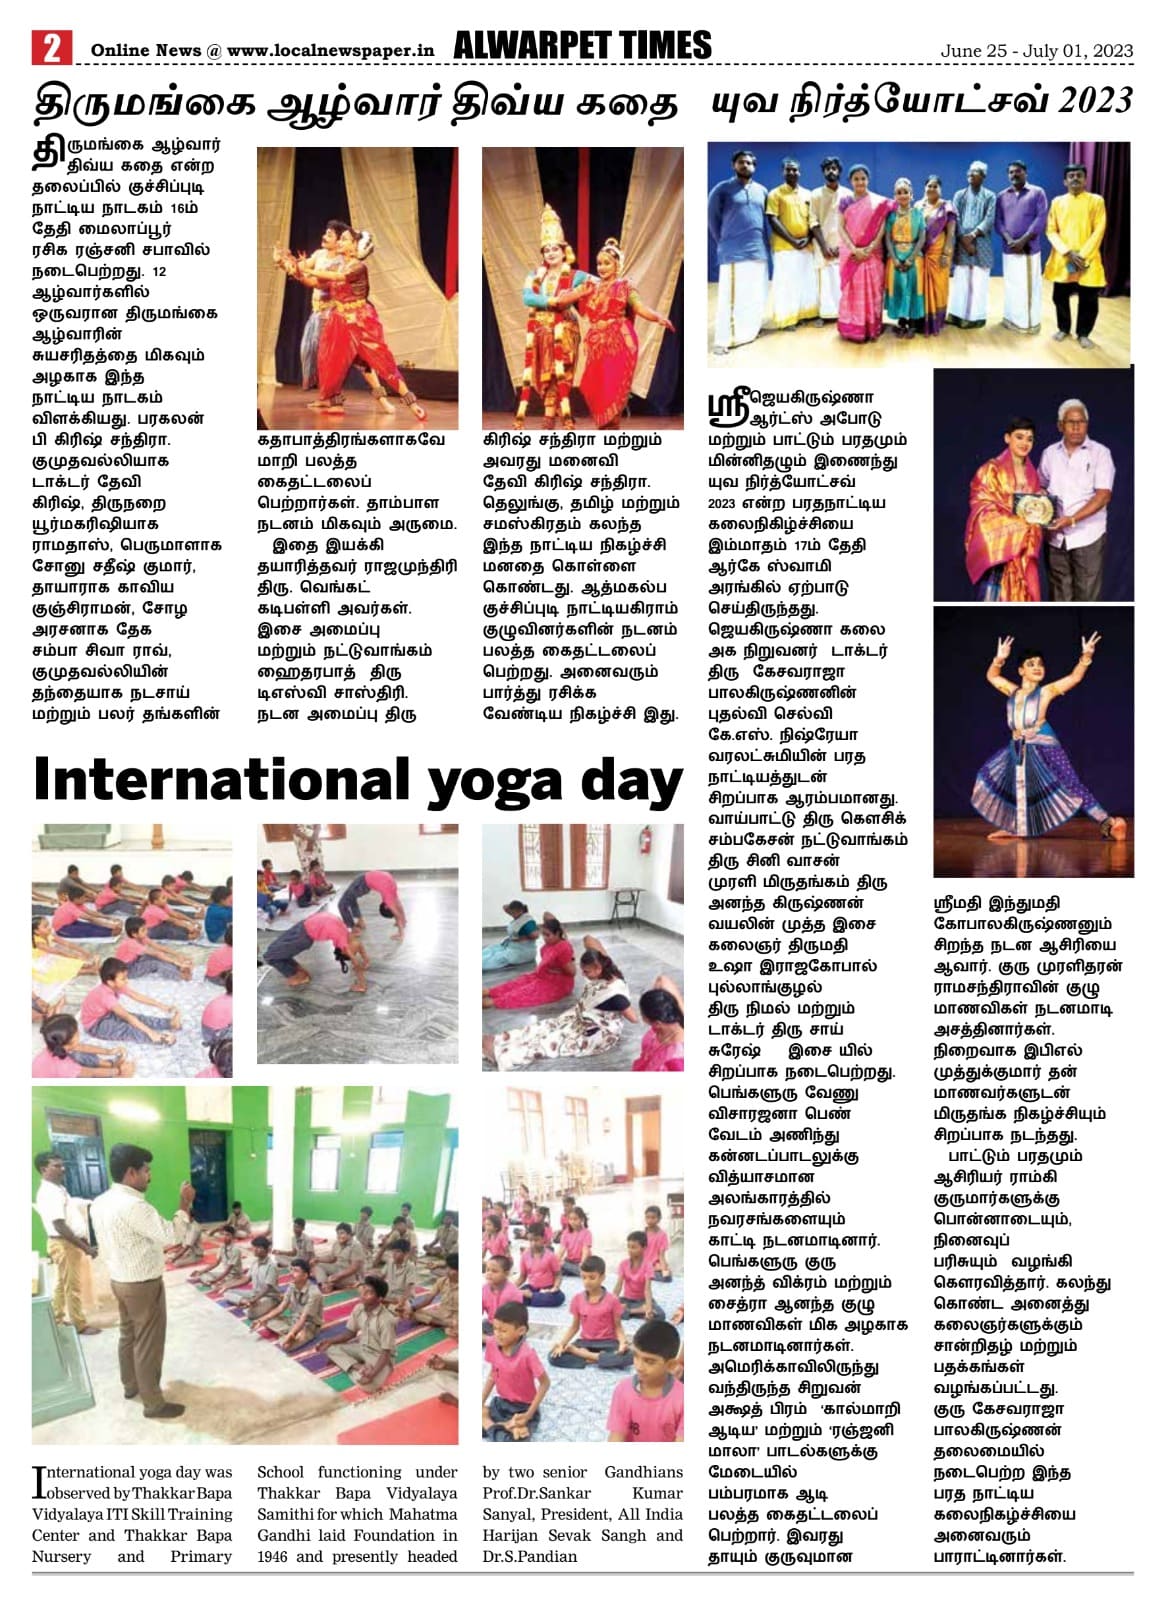 2
Online News @ www.localnewspaper.in
ALWARPET TIMES
June 25 - July 01, 2023
திருமங்கை ஆழ்வார் திவ்ய கதை
திருமங்கை ஆழ்வார்
திவ்ய கதை என்ற
தலைப்பில் குச்சிப்புடி
நாட்டிய நாடகம் 16ம்
தேதி மைலாப்பூர்
ரசிக ரஞ்சனி சபாவில்
நடைபெற்றது. 12
ஆழ்வார்களில்
ஒருவரான திருமங்கை
ஆழ்வாரின்
சுயசரிதத்தை மிகவும்
அழகாக இந்த
நாட்டிய நாடகம்
விளக்கியது. பரகலன்
பி கிரிஷ் சந்திரா.
குமுதவல்லியாக
டாக்டர் தேவி
கிரிஷ், திருநறை
யூர்மகரிஷியாக
ராமதாஸ், பெருமாளாக
சோனு சதீஷ் குமார்,
தாயாராக காவிய
குஞ்சிராமன், சோழ
அரசனாக தேக
சம்பா சிவா ராவ்,
குமுதவல்லியின்
தந்தையாக நடசாய்
மற்றும் பலர் தங்களின்
கதாபாத்திரங்களாகவே
மாறி பலத்த
கைதட்டலைப்
பெற்றார்கள். தாம்பாள
நடனம் மிகவும் அருமை.
இதை இயக்கி
தயாரித்தவர் ராஜமுந்திரி
திரு. வெங்கட்
கடிபள்ளி அவர்கள்.
இசை அமைப்பு
மற்றும் நட்டுவாங்கம்
ஹைதரபாத் திரு
டிஎஸ்வி சாஸ்திரி.
நடன அமைப்பு திரு
கிரிஷ் சந்திரா மற்றும்
அவரது மனைவி
தேவி கிரிஷ் சந்திரா.
தெலுங்கு, தமிழ் மற்றும்
சமஸ்கிரதம் கலந்த
இந்த நாட்டிய நிகழ்ச்சி
மனதை கொள்ளை
கொண்டது. ஆத்மகல்ப
குச்சிப்புடி நாட்டியகிராம்
குழுவினர்களின் நடனம்
பலத்த கைதட்டலைப்
பெற்றது. அனைவரும்
பார்த்து ரசிக்க
வேண்டிய நிகழ்ச்சி இது.
International yoga day
International yoga day was
observed by Thakkar Bapa
Vidyalaya ITI Skill Training
Center and Thakkar Bapa
Nursery and Primary
School functioning under
Thakkar Bapa Vidyalaya
Samithi for which Mahatma
Gandhi laid Foundation in
1946 and presently headed
by two senior Gandhians
Prof.Dr.Sankar Kumar
Sanyal, President, All India
Harijan Sevak Sangh and
Dr.S.Pandian
யுவ நிர்த்யோட்சவ் 2023
ஸ்ரீஜெயகிருஷ்ணா
ஆர்ட்ஸ் அபோடு
மற்றும் பாட்டும் பரதமும்
மின்னிதழும் இணைந்து
யுவ நிர்த்யோட்சவ்
2023 என்ற பரதநாட்டிய
கலைநிகிழ்ச்சியை
இம்மாதம் 17ம் தேதி
ஆர்கே ஸ்வாமி
அரங்கில் ஏற்பாடு
செய்திருந்தது.
ஜெயகிருஷ்ணா கலை
அக நிறுவனர் டாக்டர்
திரு கேசவராஜா
பாலகிருஷ்ணனின்
புதல்வி செல்வி
கே.எஸ். நிஷ்ரேயா
வரலட்சுமியின் பரத
நாட்டியத்துடன்
சிறப்பாக ஆரம்பமானது.
வாய்பாட்டு திரு கௌசிக்
சம்பகேசன் நட்டுவாங்கம்
திரு சினி வாசன்
முரளி மிருதங்கம் திரு
அனந்த கிருஷ்ணன்
வயலின் முத்த இசை
கலைஞர் திருமதி
உஷா இராஜகோபால்
புல்லாங்குழல்
திரு நிமல் மற்றும்
டாக்டர் திரு சாய்
சுரேஷ் இசை யில்
சிறப்பாக நடைபெற்றது.
பெங்களுரு வேணு
விசாரஜனா பெண்
வேடம் அணிந்து
கன்னடப்பாடலுக்கு
வித்யாசமான
அலங்காரத்தில்
நவரசங்களையும்
காட்டி நடனமாடினார்.
பெங்களுரு குரு
அனந்த் விக்ரம் மற்றும்
சைத்ரா ஆனந்த குழு
மாணவிகள் மிக அழகாக
நடனமாடினார்கள்.
அமெரிக்காவிலிருந்து
வந்திருந்த சிறுவன்
அக்ஷத் பிரம் ‘கால்மாறி
ஆடிய’ மற்றும் ‘ரஞ்ஜனி
மாலா’ பாடல்களுக்கு
மேடையில்
பம்பரமாக ஆடி
பலத்த கைதட்டலைப்
பெற்றார். இவரது
தாயும் குருவுமான
ஸ்ரீமதி இந்துமதி
கோபாலகிருஷ்ணனும்
சிறந்த நடன ஆசிரியை
ஆவார். குரு முரளிதரன்
ராமசந்திராவின் குழு
மாணவிகள் நடனமாடி
அசத்தினார்கள்.
நிறைவாக இபிஎல்
முத்துக்குமார் தன்
மாணவர்களுடன்
மிருதங்க நிகழ்ச்சியும்
சிறப்பாக நடந்தது.
பாட்டும் பரதமும்
ஆசிரியர் ராம்கி
குருமார்களுக்கு
பொன்னாடையும்,
நினைவுப்
பரிசுயும் வழங்கி
கௌரவித்தார். கலந்து
கொண்ட அனைத்து
கலைஞர்களுக்கும்
சான்றிதழ் மற்றும்
பதக்கங்கள்
வழங்கப்பட்டது.
குரு கேசவராஜா
பாலகிருஷ்ணன்
தலைமையில்
நடைபெற்ற இந்த
பரத நாட்டிய
கலைநிகழ்ச்சியை
அனைவரும்
பாராட்டினார்கள்.